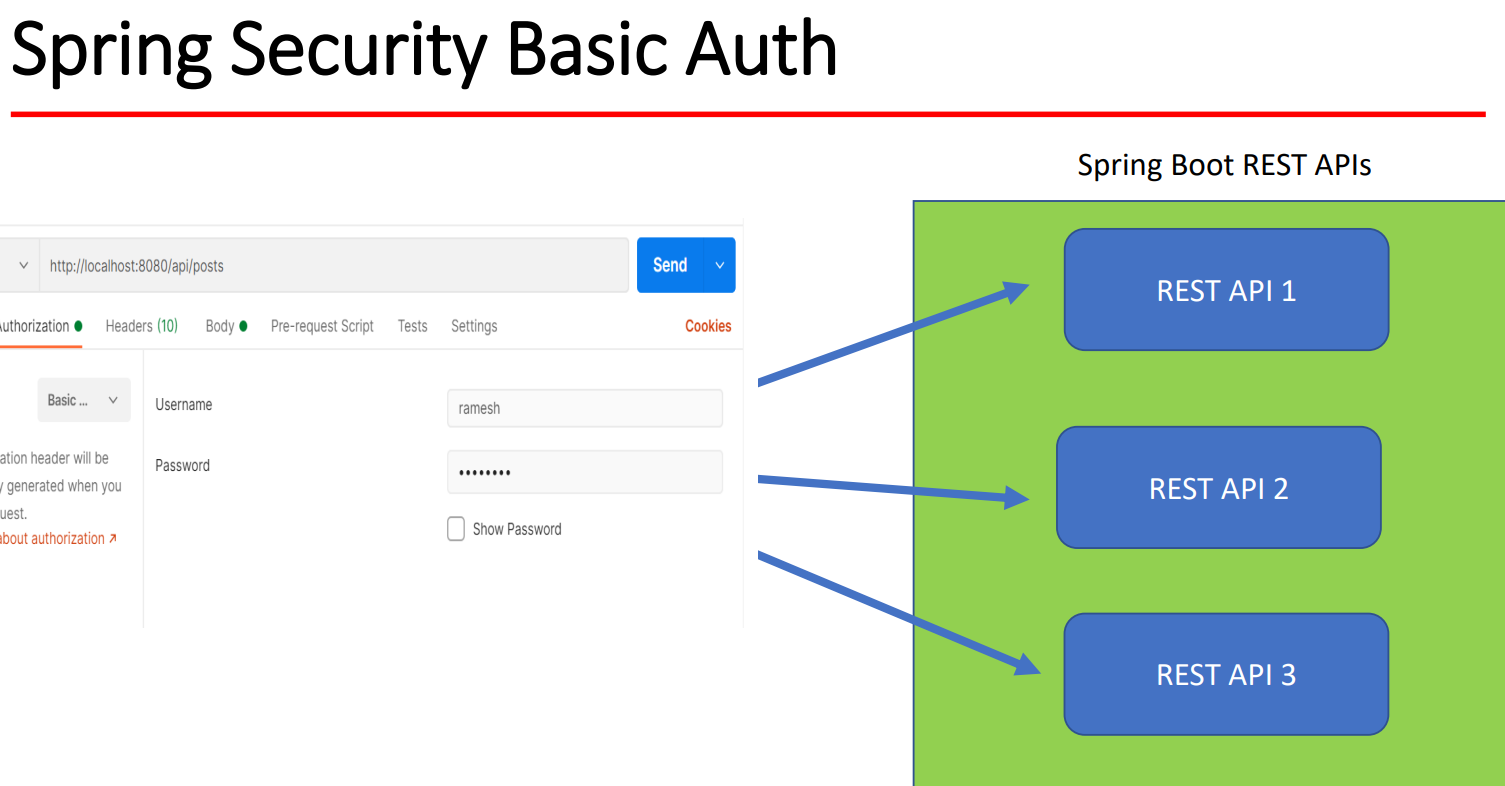 Spring Security Basic Auth
Spring Boot REST APIs
http://localhost:8080/api/posts
Send
Authorization Headers (10) Body Pre-request Script Tests Settings Cookies
Basic ...
Username
ramesh
ation header will be
Password
••••••••
y generated when you
uest.
Show Password
about authorization ↗
REST API 1
REST API 2
REST API 3